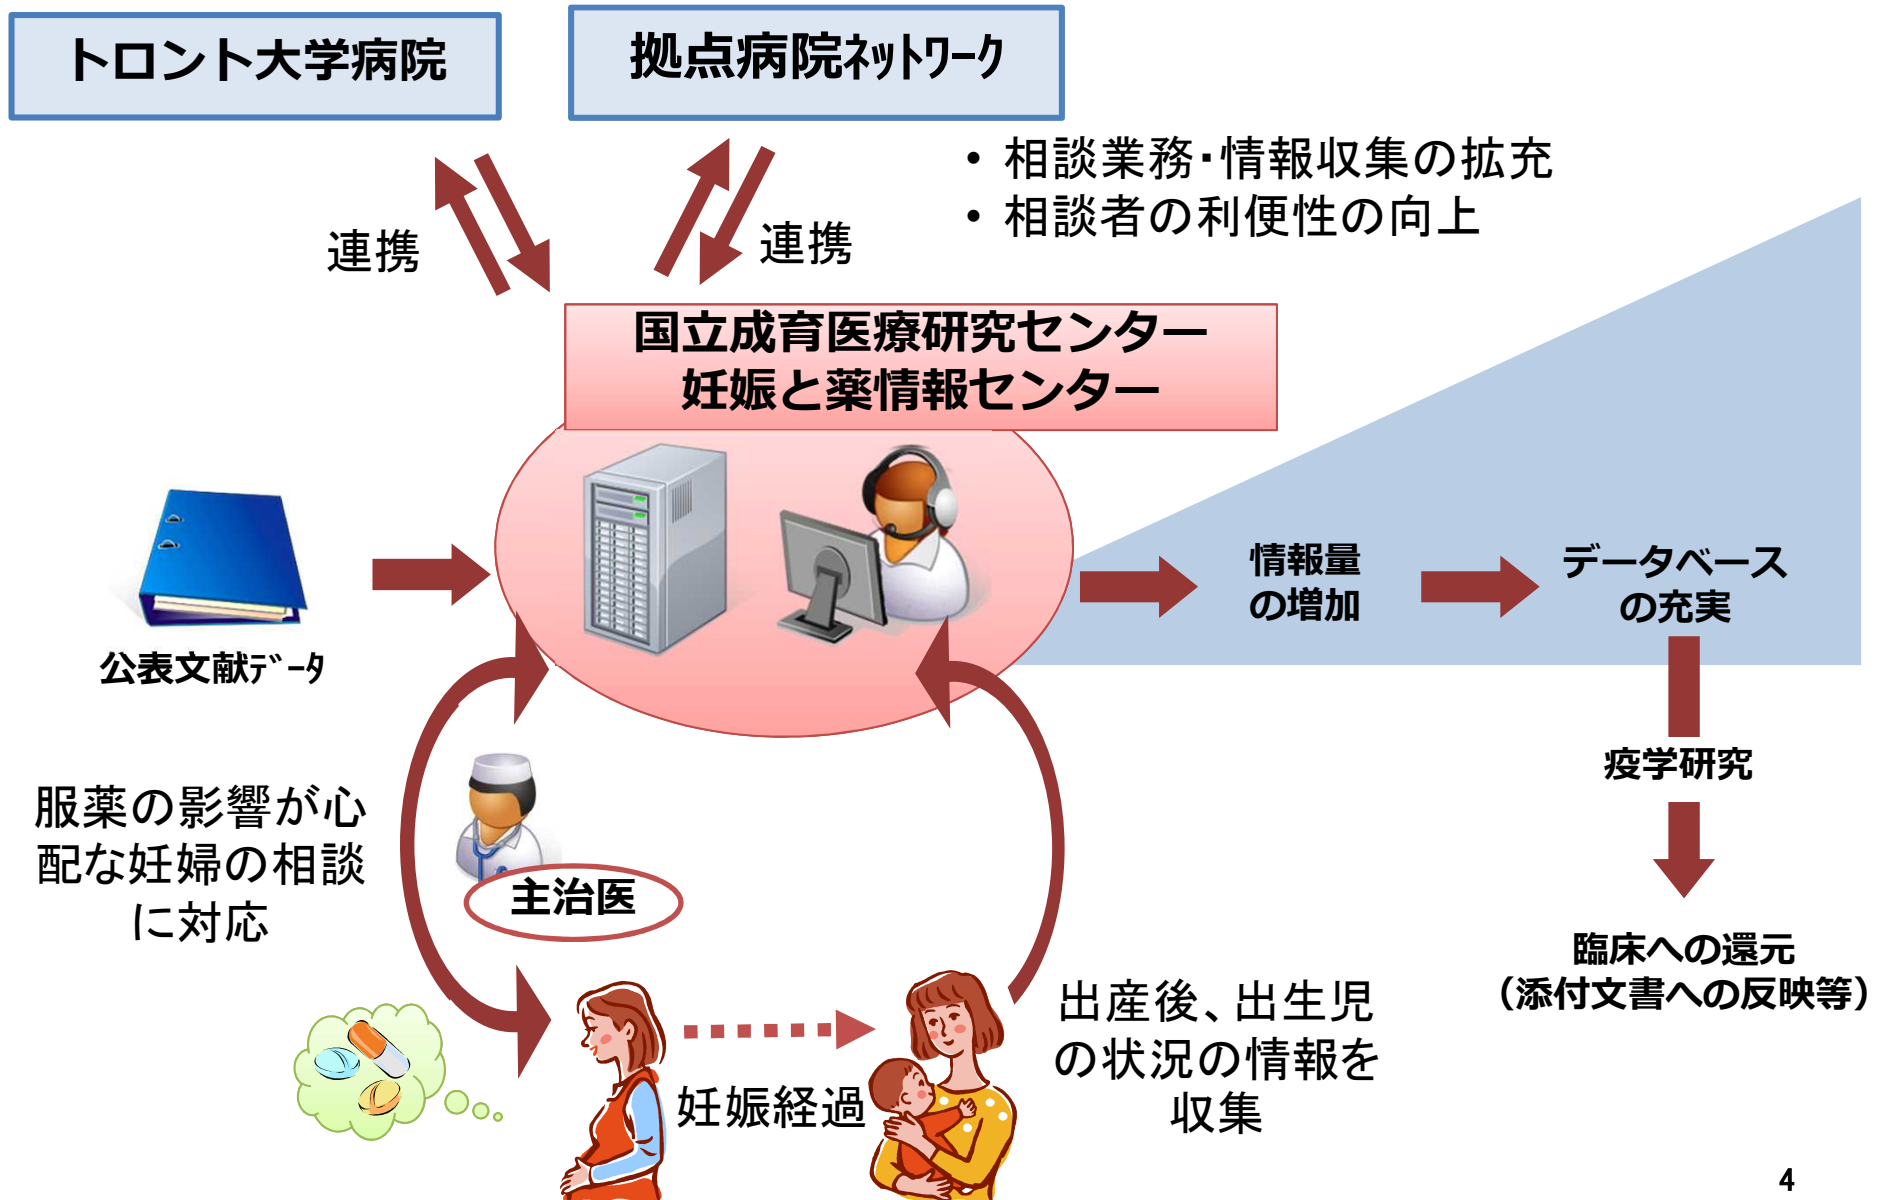 トロント大学病院
拠点病院ﾈｯﾄﾜｰｸ
・相談業務・情報収集の拡充
・相談者の利便性の向上
連携
連携
国立成育医療研究センター
妊娠と薬情報センター
公表文献ﾃﾞｰﾀ
情報量
の増加
データベース
の充実
疫学研究
臨床への還元
（添付文書への反映等）
服薬の影響が心
配な妊婦の相談
に対応
主治医
妊娠経過
出産後、出生児
の状況の情報を
収集
4